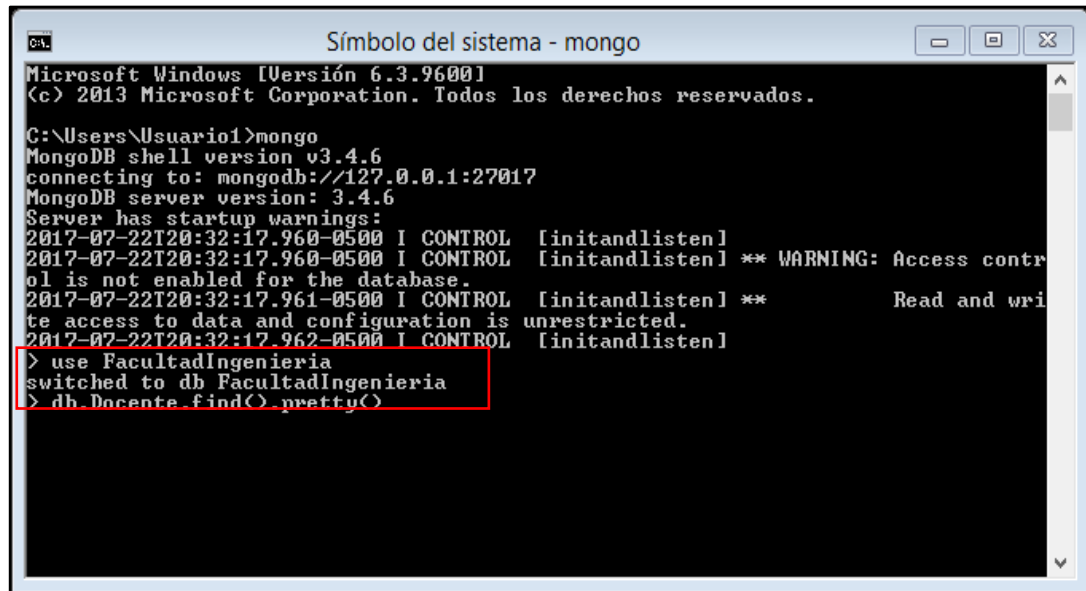 Símbolo del sistema - mongo
Microsoft Windows [Versión 6.3.9600]
(c) 2013 Microsoft Corporation. Todos los derechos reservados.
C:\Users\Usuario1>mongo
MongoDB shell version v3.4.6
connecting to: mongodb://127.0.0.1:27017
MongoDB server version: 3.4.6
Server has startup warnings:
2017-07-22T20:32:17.960-0500 I CONTROL  [initandlisten]
2017-07-22T20:32:17.960-0500 I CONTROL  [initandlisten] ** WARNING: Access contr
ol is not enabled for the database.
2017-07-22T20:32:17.961-0500 I CONTROL  [initandlisten] **          Read and wri
te access to data and configuration is unrestricted.
2017-07-22T20:32:17.962-0500 I CONTROL  [initandlisten]
> use FacultadIngenieria
switched to db FacultadIngenieria
> db.Docente.find().pretty()